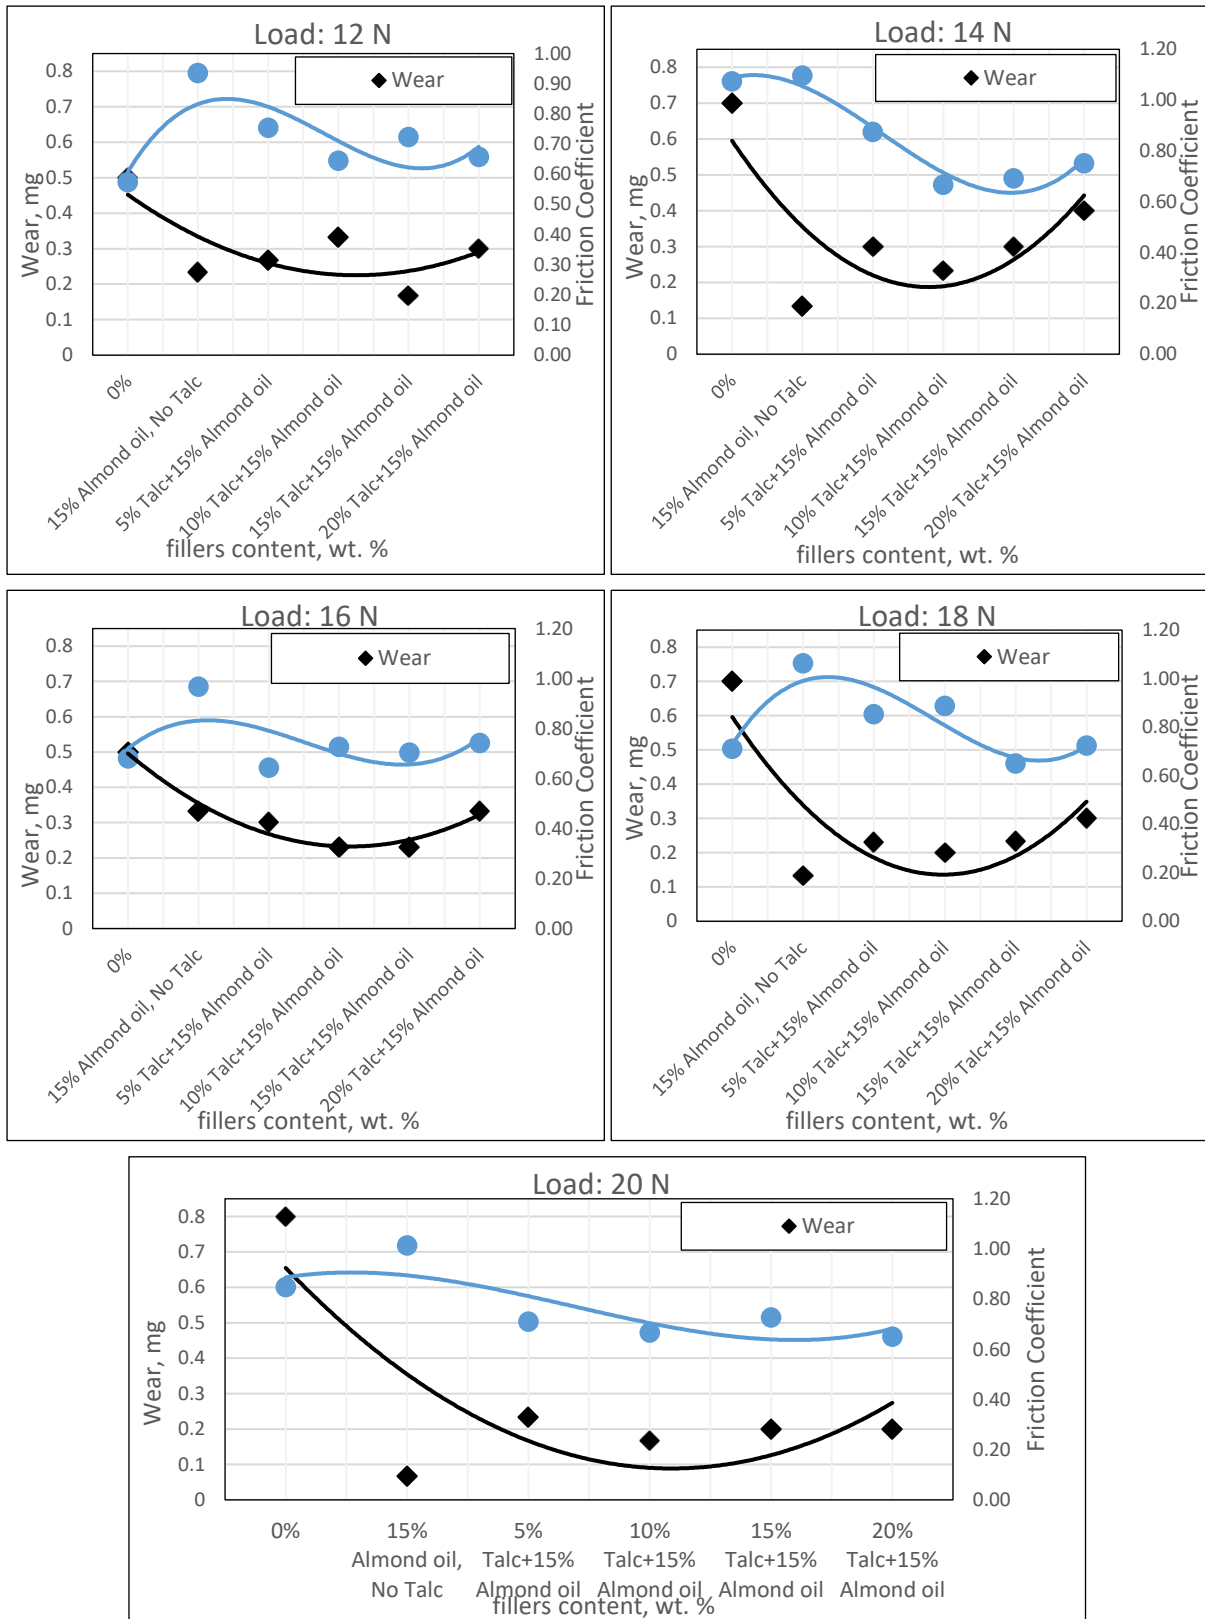 Load: 12 N
Wear
Wear, mg
0.8
0.7
0.6
0.5
0.4
0.3
0.2
0.1
0
1.00
0.90
0.80
0.70
0.60
0.50
0.40
0.30
0.20
0.10
0.00
Friction Coefficient
0%
15% Almond oil, No Talc
5% Talc+15% Almond oil
10% Talc+15% Almond oil
15% Talc+15% Almond oil
20% Talc+15% Almond oil
fillers content, wt. %
Load: 14 N
Wear
Wear, mg
0.8
0.7
0.6
0.5
0.4
0.3
0.2
0.1
0
1.20
1.00
0.80
0.60
0.40
0.20
0.00
Friction Coefficient
0%
15% Almond oil, No Talc
5% Talc+15% Almond oil
10% Talc+15% Almond oil
15% Talc+15% Almond oil
20% Talc+15% Almond oil
fillers content, wt. %
Load: 16 N
Wear
Wear, mg
0.8
0.7
0.6
0.5
0.4
0.3
0.2
0.1
0
1.20
1.00
0.80
0.60
0.40
0.20
0.00
Friction Coefficient
0%
15% Almond oil, No Talc
5% Talc+15% Almond oil
10% Talc+15% Almond oil
15% Talc+15% Almond oil
20% Talc+15% Almond oil
fillers content, wt. %
Load: 18 N
Wear
Wear, mg
0.8
0.7
0.6
0.5
0.4
0.3
0.2
0.1
0
1.20
1.00
0.80
0.60
0.40
0.20
0.00
Friction Coefficient
0%
15% Almond oil, No Talc
5% Talc+15% Almond oil
10% Talc+15% Almond oil
15% Talc+15% Almond oil
20% Talc+15% Almond oil
fillers content, wt. %
Load: 20 N
Wear
Wear, mg
0.8
0.7
0.6
0.5
0.4
0.3
0.2
0.1
0
1.20
1.00
0.80
0.60
0.40
0.20
0.00
Friction Coefficient
0%
15%
Almond oil,
No Talc
5%
Talc+15%
Almond oil
10%
Talc+15%
Almond oil
15%
Talc+15%
Almond oil
20%
Talc+15%
Almond oil
fillers content, wt. %